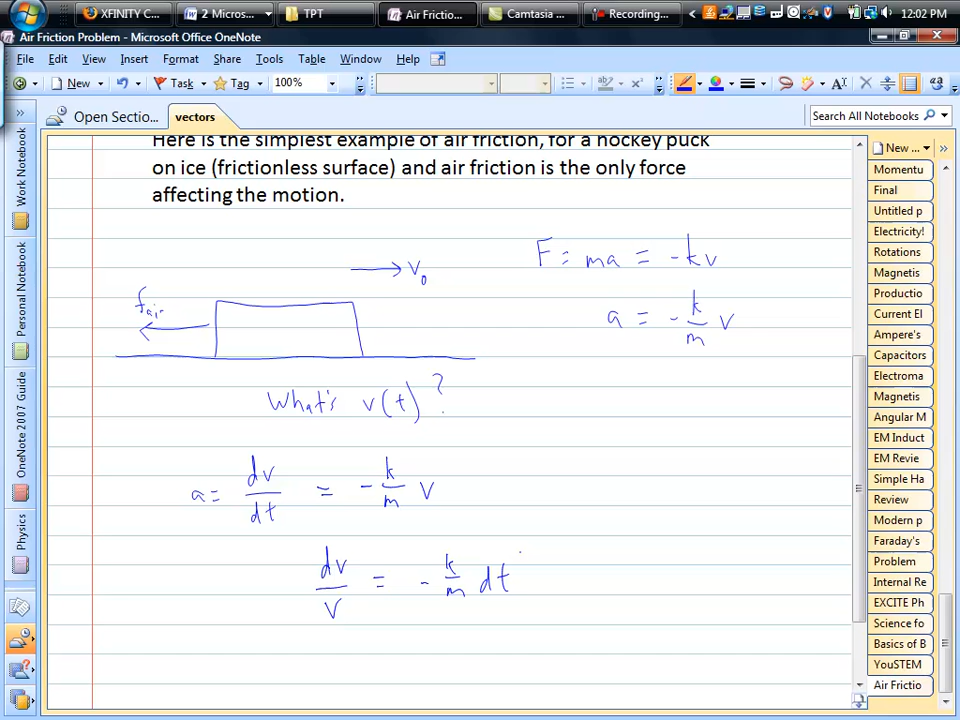 XFINITY C... 2 Micros... TPT Air Frictio... Camtasia ... Recording... 12:02 PM
Air Friction Problem - Microsoft Office OneNote
File Edit View Insert Format Share Tools Table Window Help
New Task Tag 100%
Open Sectio... vectors Search All Notebooks
Work Notebook
Personal Notebook
OneNote 2007 Guide
Physics
New ...
Momentu
Final
Untitled p
Electricity!
Rotations
Magnetis
Productio
Current El
Ampere's
Capacitors
Electroma
Magnetis
Angular M
EM Induct
EM Revie
Simple Ha
Review
Modern p
Faraday's
Problem
Internal Re
EXCITE Ph
Science fo
Basics of B
YouSTEM
Air Frictio
Here is the simplest example of air friction, for a hockey puck
on ice (frictionless surface) and air friction is the only force
affecting the motion.
F = ma = -kv
v₀
f air
a = - k/m v
What's v(t)?
a = dv/dt = - k/m v
dv/v = - k/m dt